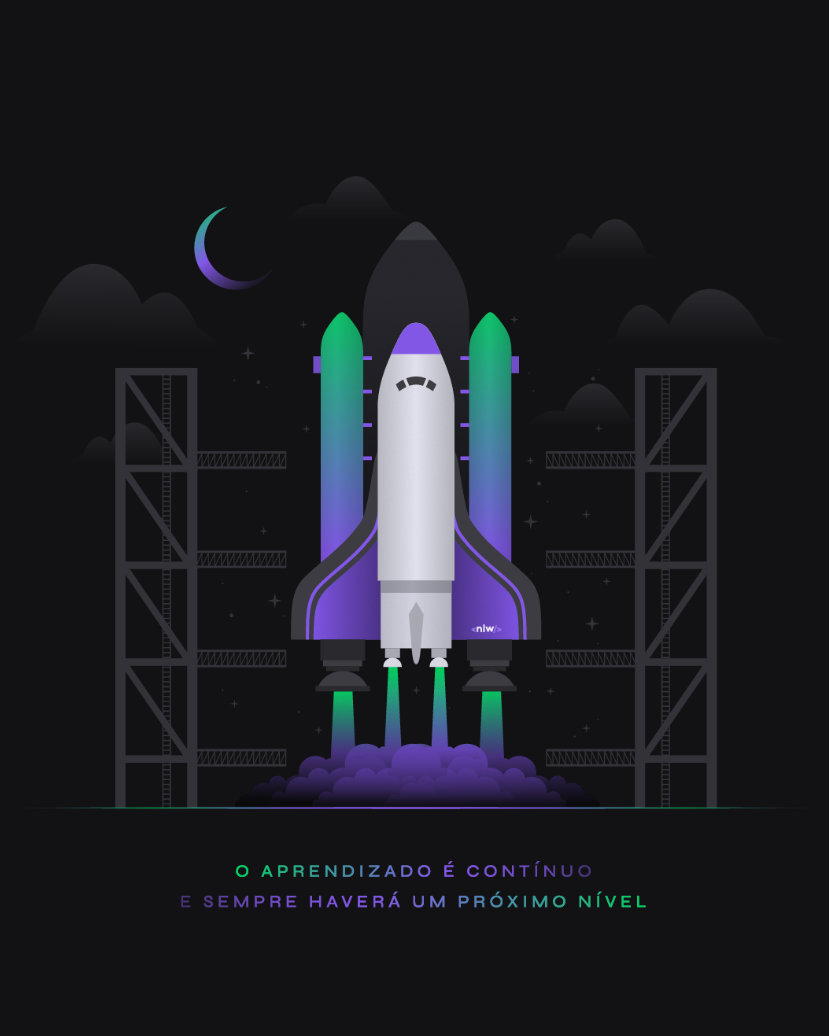 <nlw/>
O APRENDIZADO É CONTÍNUO
E SEMPRE HAVERÁ UM PRÓXIMO NÍVEL